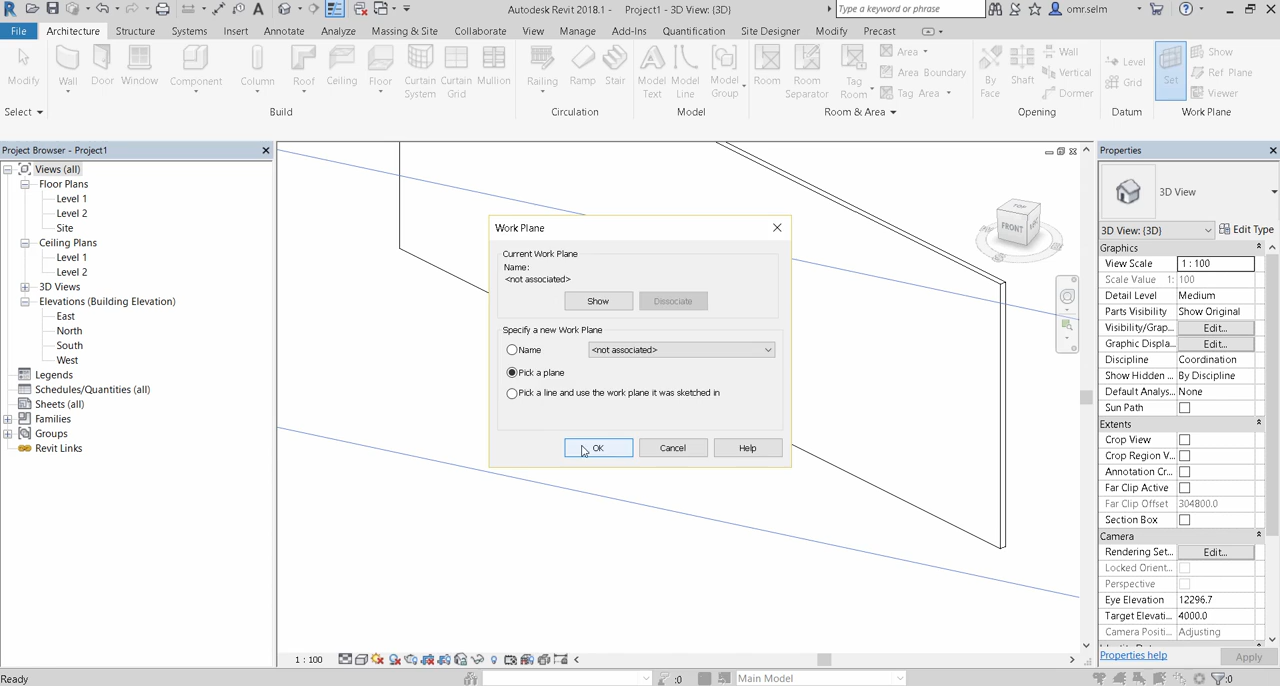 Autodesk Revit 2018.1 - Project1 - 3D View: {3D}
Type a keyword or phrase
omr.selm
File Architecture Structure Systems Insert Annotate Analyze Massing & Site Collaborate View Manage Add-Ins Quantification Site Designer Modify Precast
Modify Wall Door Window Component Column Roof Ceiling Floor Curtain System Curtain Grid Mullion Railing Ramp Stair Model Text Model Line Model Group Room Room Separator Tag Room
Area Area Boundary Tag Area
By Face Shaft Wall Vertical Dormer
Level Grid
Set Show Ref Plane Viewer
Select Build Circulation Model Room & Area Opening Datum Work Plane
Project Browser - Project1
Views (all)
Floor Plans
Level 1
Level 2
Site
Ceiling Plans
Level 1
Level 2
3D Views
Elevations (Building Elevation)
East
North
South
West
Legends
Schedules/Quantities (all)
Sheets (all)
Families
Groups
Revit Links
Work Plane
Current Work Plane
Name:
<not associated>
Show Dissociate
Specify a new Work Plane
Name <not associated>
Pick a plane
Pick a line and use the work plane it was sketched in
OK Cancel Help
TOP
FRONT
Properties
3D View
3D View: {3D} Edit Type
Graphics
View Scale 1 : 100
Scale Value 1: 100
Detail Level Medium
Parts Visibility Show Original
Visibility/Grap... Edit...
Graphic Displa... Edit...
Discipline Coordination
Show Hidden ... By Discipline
Default Analys... None
Sun Path
Extents
Crop View
Crop Region V...
Annotation Cr...
Far Clip Active
Far Clip Offset 304800.0
Section Box
Camera
Rendering Set... Edit...
Locked Orient...
Perspective
Eye Elevation 12296.7
Target Elevati... 4000.0
Camera Positi... Adjusting
Properties help Apply
1 : 100
Ready
:0
Main Model
:0